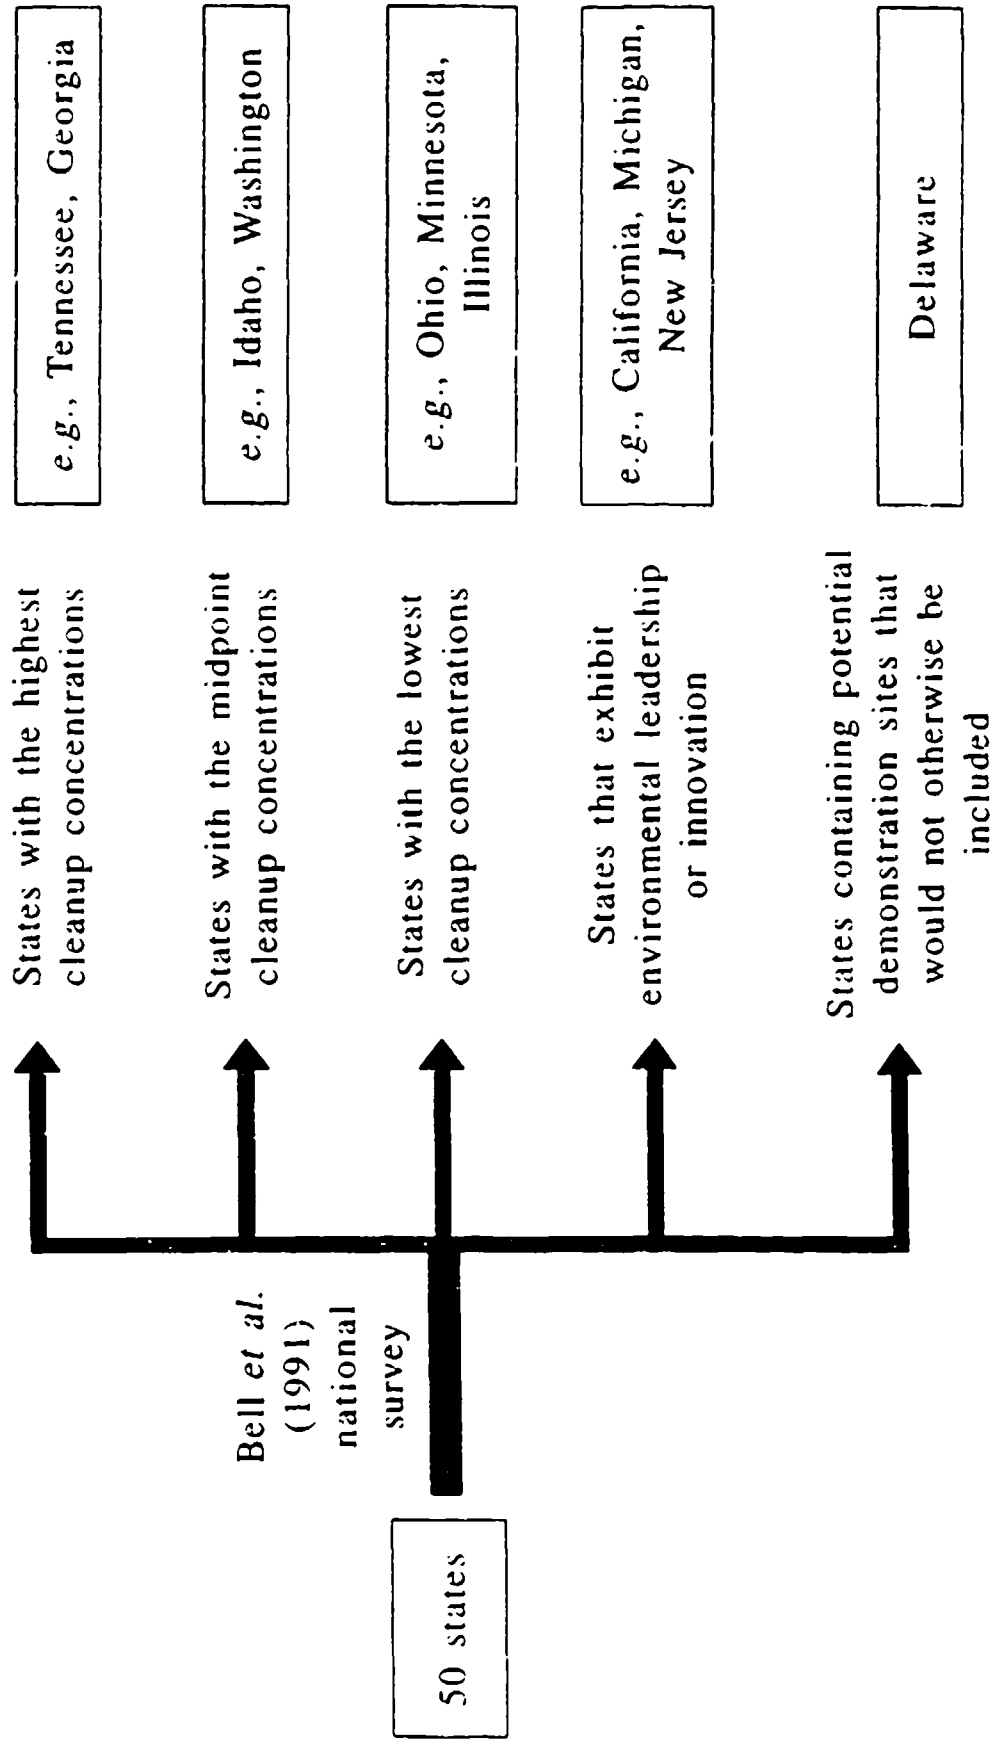 50 states
Bell et al.
(1991)
national
survey
States with the highest
cleanup concentrations
e.g., Tennessee, Georgia
States with the midpoint
cleanup concentrations
e.g., Idaho, Washington
States with the lowest
cleanup concentrations
e.g., Ohio, Minnesota,
Illinois
States that exhibit
environmental leadership
or innovation
e.g., California, Michigan,
New Jersey
States containing potential
demonstration sites that
would not otherwise be
included
Delaware